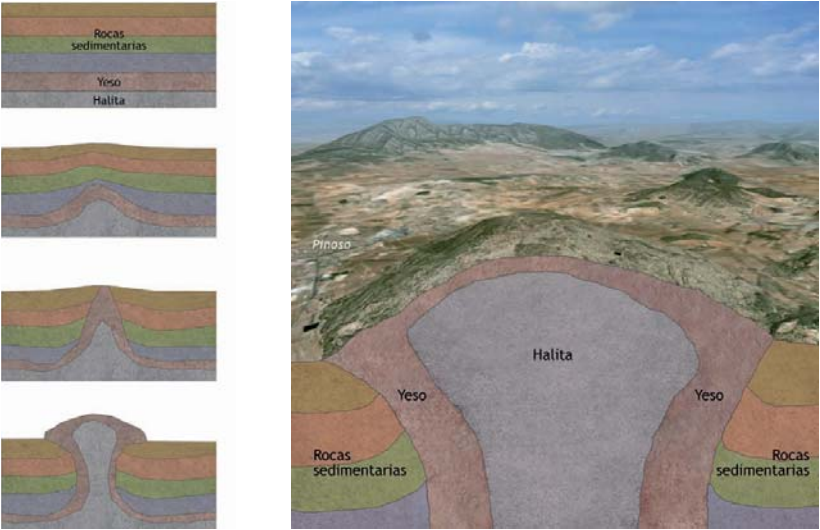 Rocas
sedimentarias
Yeso
Halita
Pinoso
Halita
Yeso
Yeso
Rocas
sedimentarias
Rocas
sedimentarias